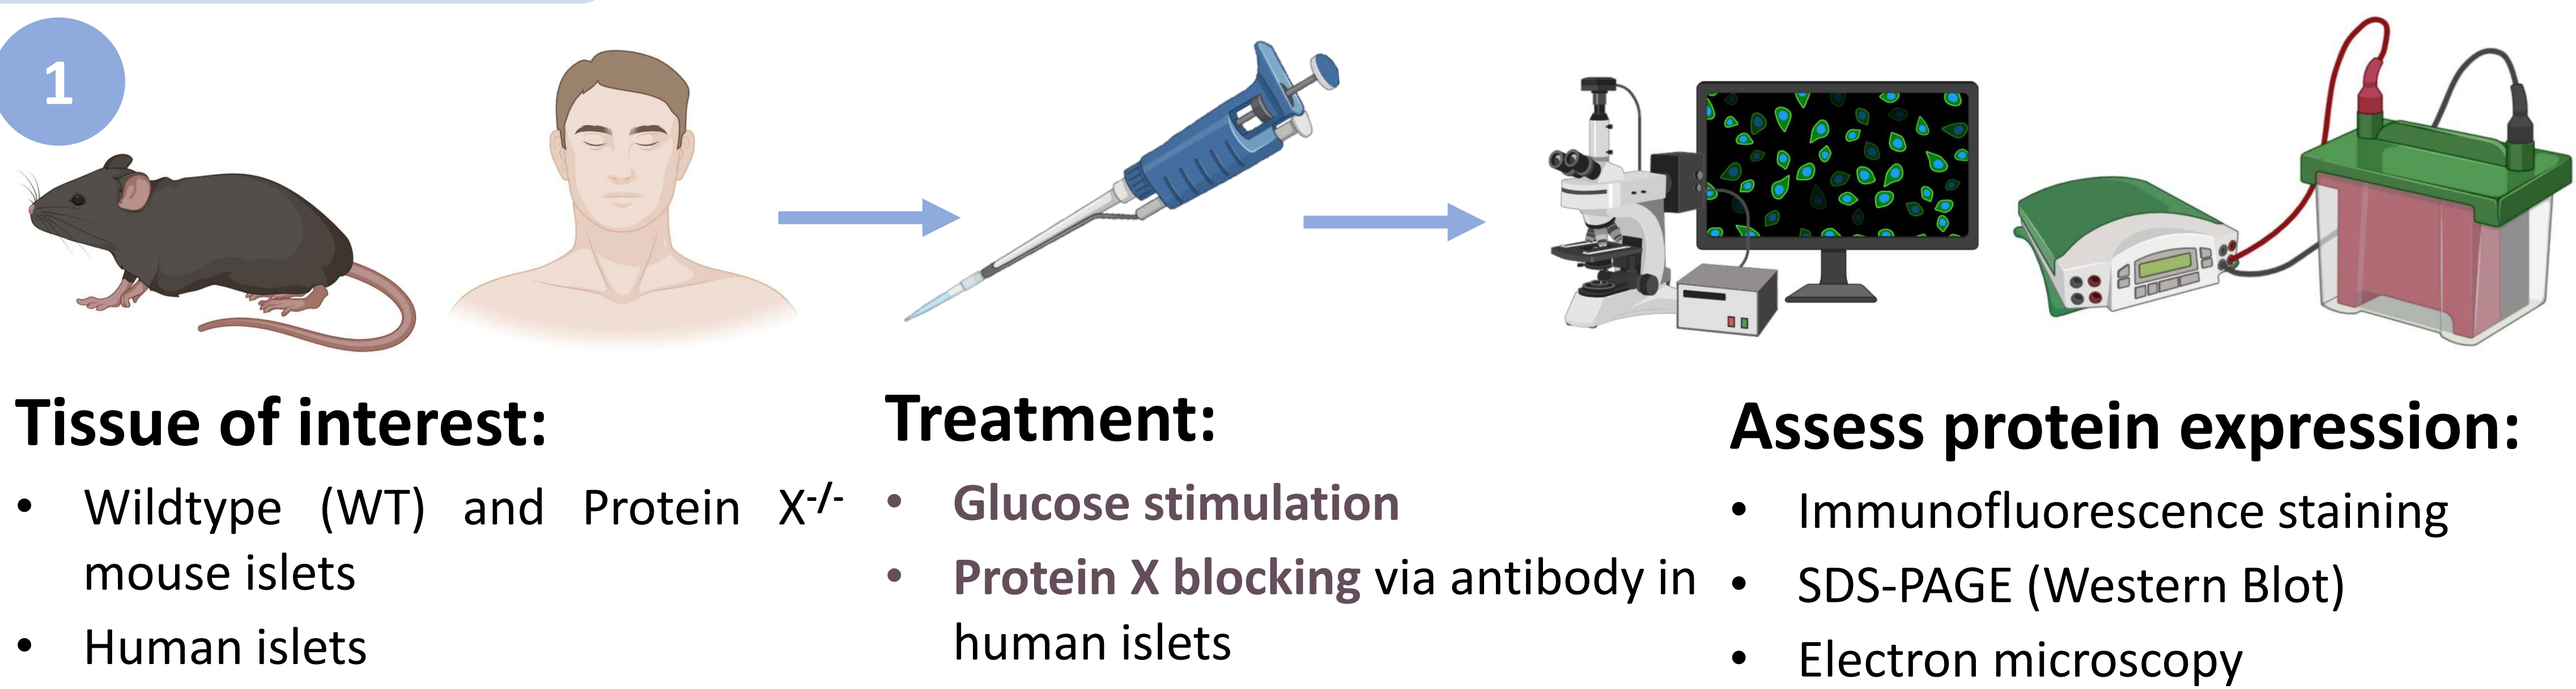 1
Tissue of interest:
• Wildtype (WT) and Protein X-/-
mouse islets
• Human islets
Treatment:
• Glucose stimulation
• Protein X blocking via antibody in
human islets
Assess protein expression:
• Immunofluorescence staining
• SDS-PAGE (Western Blot)
• Electron microscopy